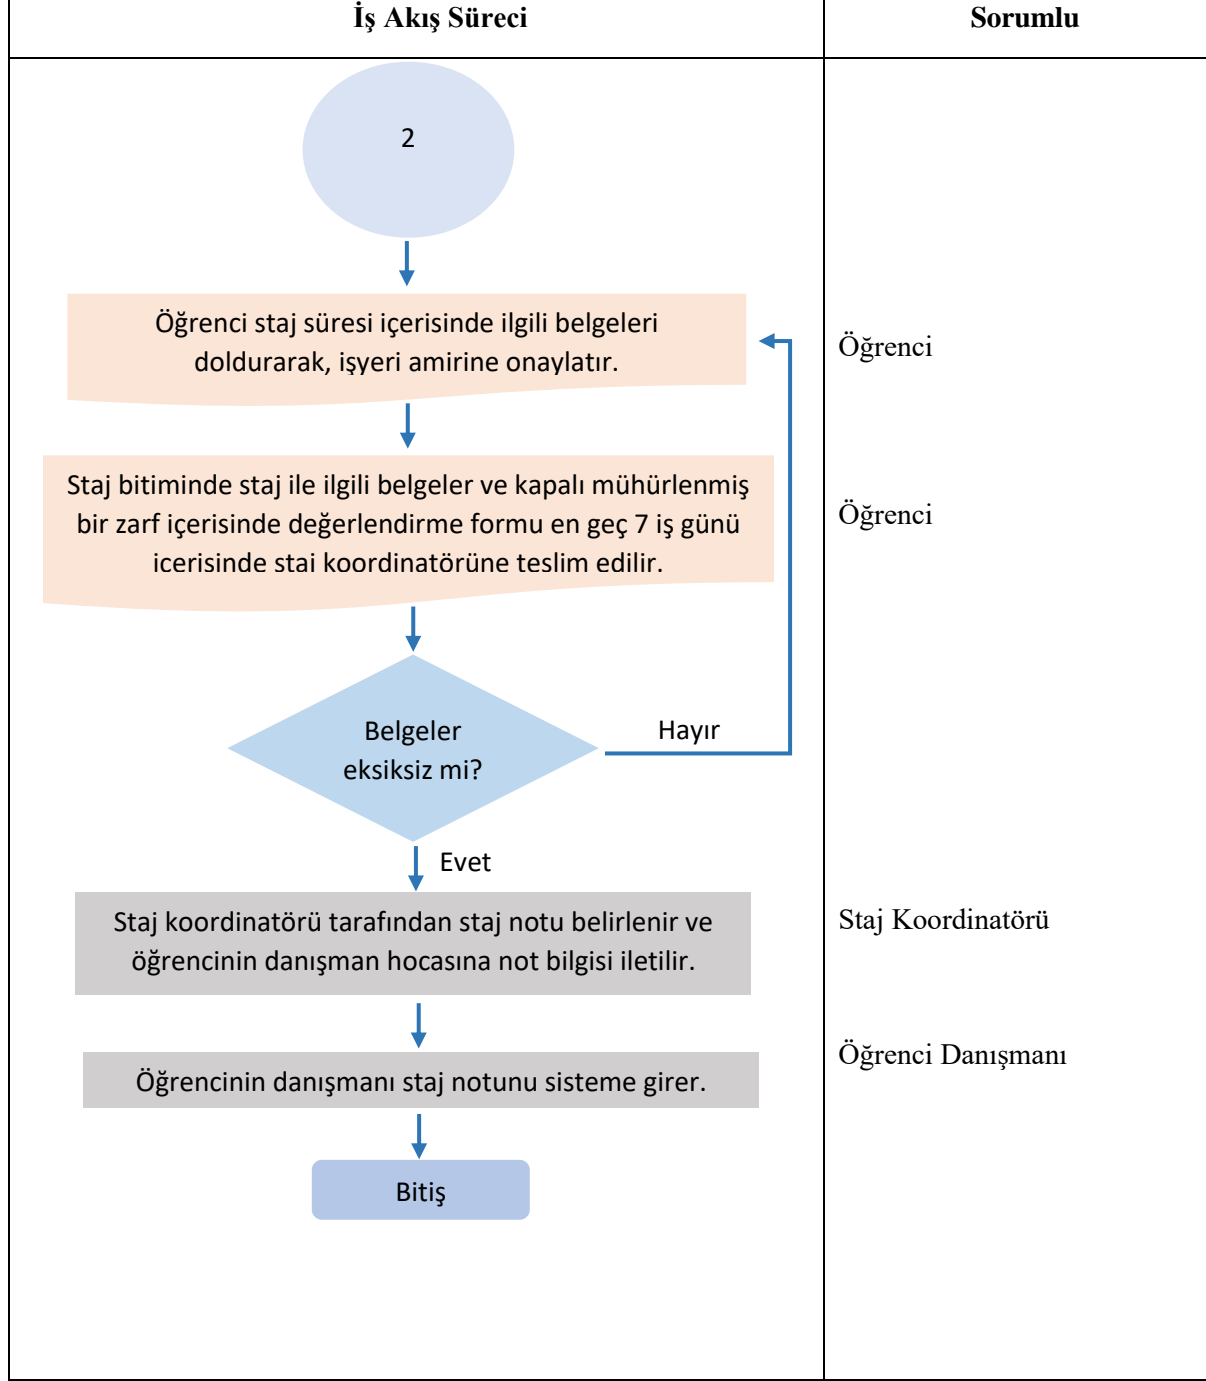 İş Akış Süreci
Sorumlu
2
Öğrenci staj süresi içerisinde ilgili belgeleri
doldurarak, işyeri amirine onaylatır.
Öğrenci
Staj bitiminde staj ile ilgili belgeler ve kapalı mühürlenmiş
bir zarf içerisinde değerlendirme formu en geç 7 iş günü
içerisinde staj koordinatörüne teslim edilir.
Öğrenci
Belgeler
eksiksiz mi?
Hayır
Evet
Staj koordinatörü tarafından staj notu belirlenir ve
öğrencinin danışman hocasına not bilgisi iletilir.
Staj Koordinatörü
Öğrencinin danışmanı staj notunu sisteme girer.
Öğrenci Danışmanı
Bitiş